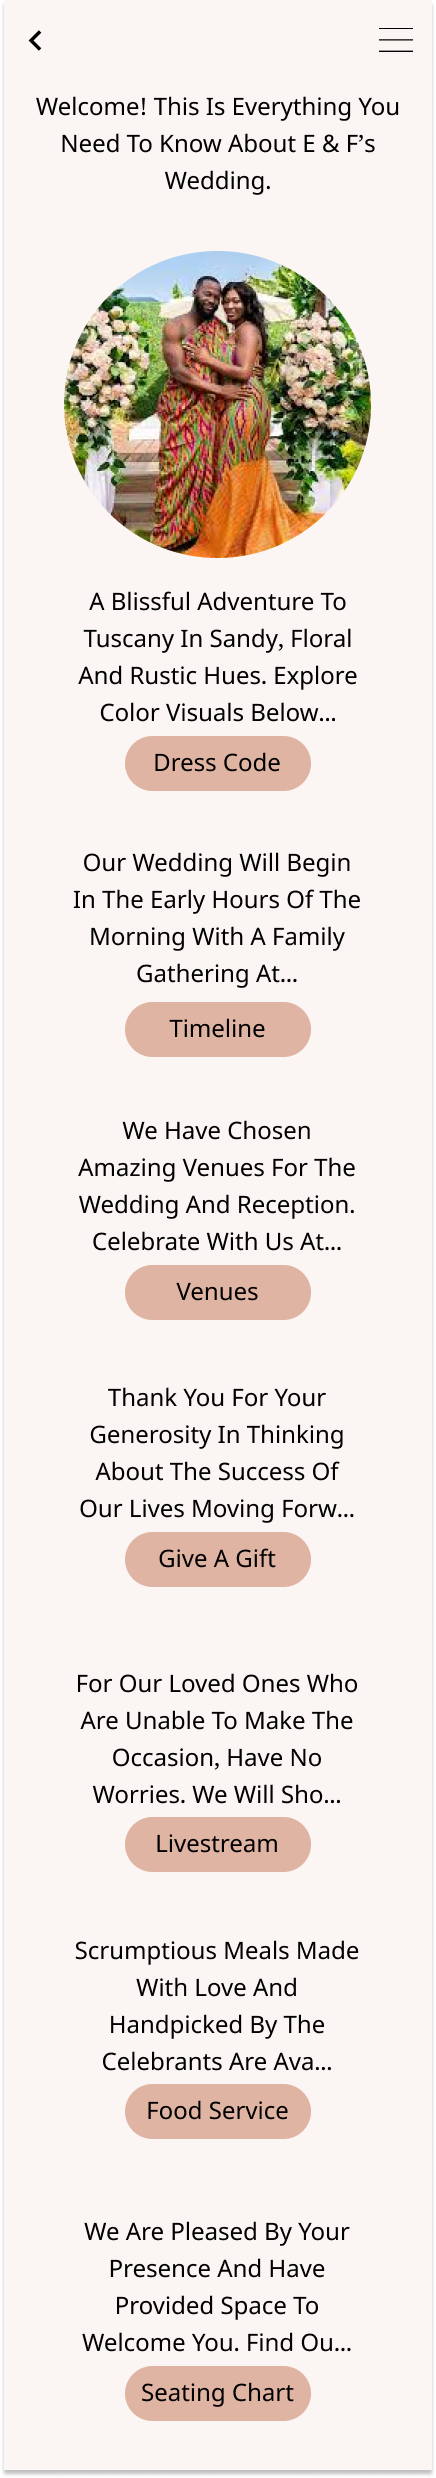 Welcome! This Is Everything You
Need To Know About E & F’s
Wedding.
A Blissful Adventure To
Tuscany In Sandy, Floral
And Rustic Hues. Explore
Color Visuals Below...
Dress Code
Our Wedding Will Begin
In The Early Hours Of The
Morning With A Family
Gathering At...
Timeline
We Have Chosen
Amazing Venues For The
Wedding And Reception.
Celebrate With Us At...
Venues
Thank You For Your
Generosity In Thinking
About The Success Of
Our Lives Moving Forw...
Give A Gift
For Our Loved Ones Who
Are Unable To Make The
Occasion, Have No
Worries. We Will Sho...
Livestream
Scrumptious Meals Made
With Love And
Handpicked By The
Celebrants Are Ava...
Food Service
We Are Pleased By Your
Presence And Have
Provided Space To
Welcome You. Find Ou...
Seating Chart